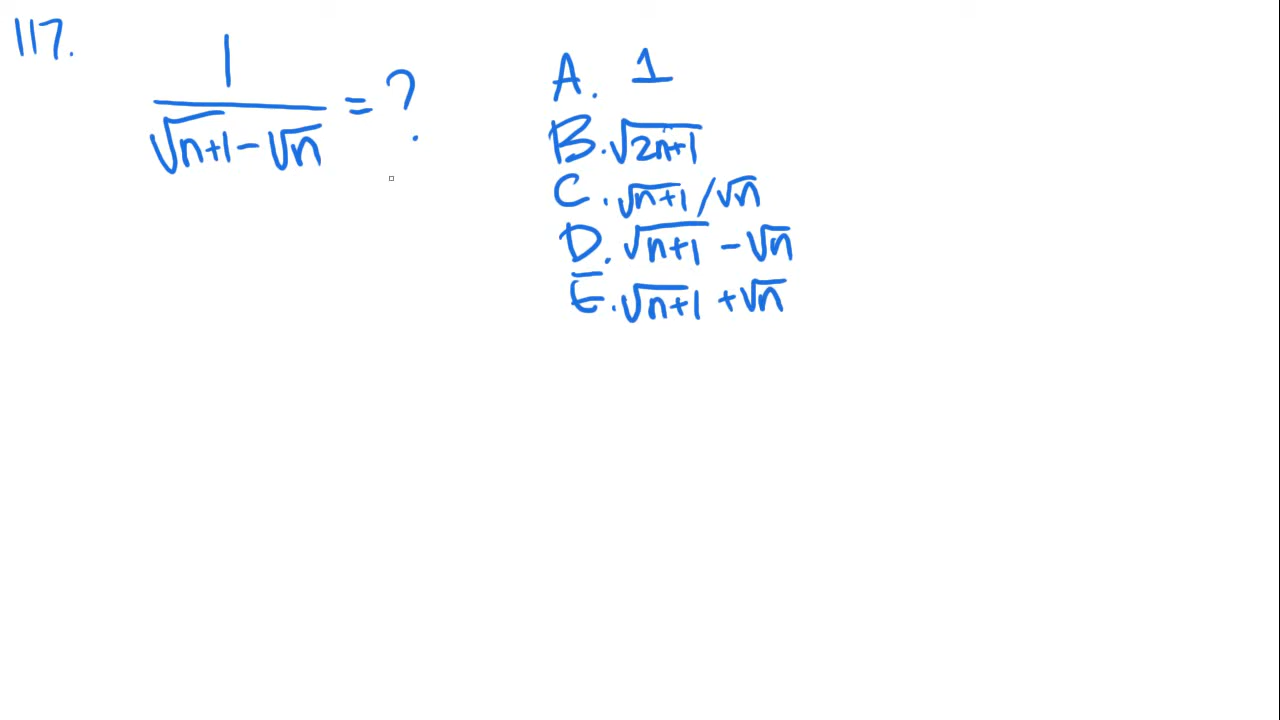 117.
1
√n+1 - √n = ?
A. 1
B. √2n+1
C. √n+1 / √n
D. √n+1 - √n
E. √n+1 + √n